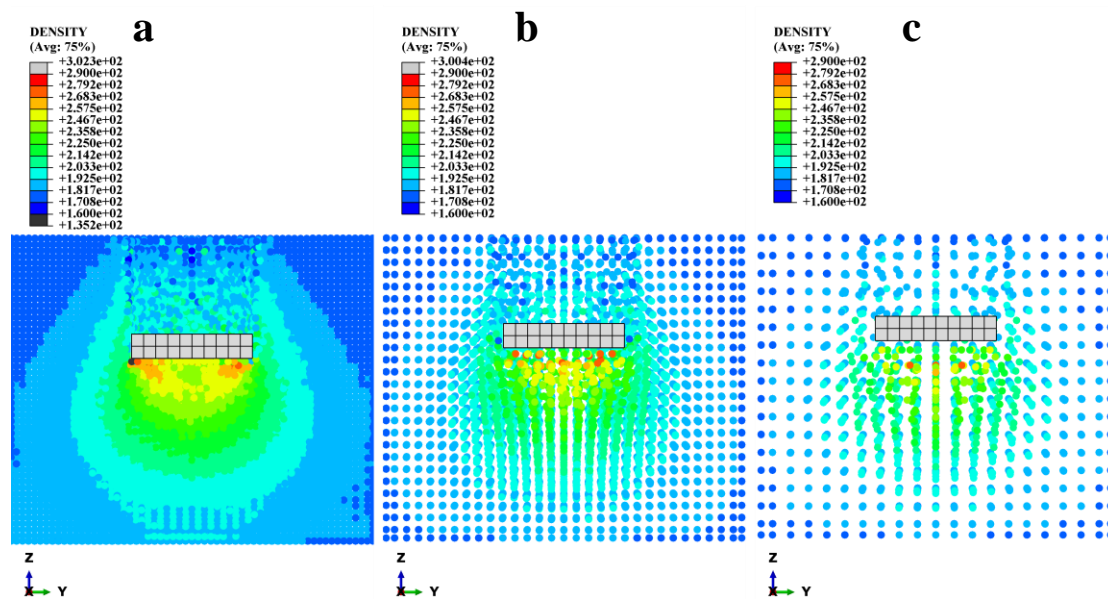 a
DENSITY
(Avg: 75%)
+3.023e+02
+2.900e+02
+2.792e+02
+2.683e+02
+2.575e+02
+2.467e+02
+2.358e+02
+2.250e+02
+2.142e+02
+2.033e+02
+1.925e+02
+1.817e+02
+1.708e+02
+1.600e+02
+1.352e+02
Z
X
Y
b
DENSITY
(Avg: 75%)
+3.004e+02
+2.900e+02
+2.792e+02
+2.683e+02
+2.575e+02
+2.467e+02
+2.358e+02
+2.250e+02
+2.142e+02
+2.033e+02
+1.925e+02
+1.817e+02
+1.708e+02
+1.600e+02
Z
X
Y
c
DENSITY
(Avg: 75%)
+2.900e+02
+2.792e+02
+2.683e+02
+2.575e+02
+2.467e+02
+2.358e+02
+2.250e+02
+2.142e+02
+2.033e+02
+1.925e+02
+1.817e+02
+1.708e+02
+1.600e+02
Z
X
Y